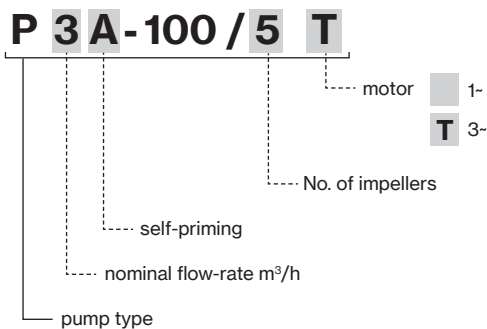 P 3 A - 100 / 5 T
motor 1~
T 3~
No. of impellers
self-priming
nominal flow-rate m³/h
pump type